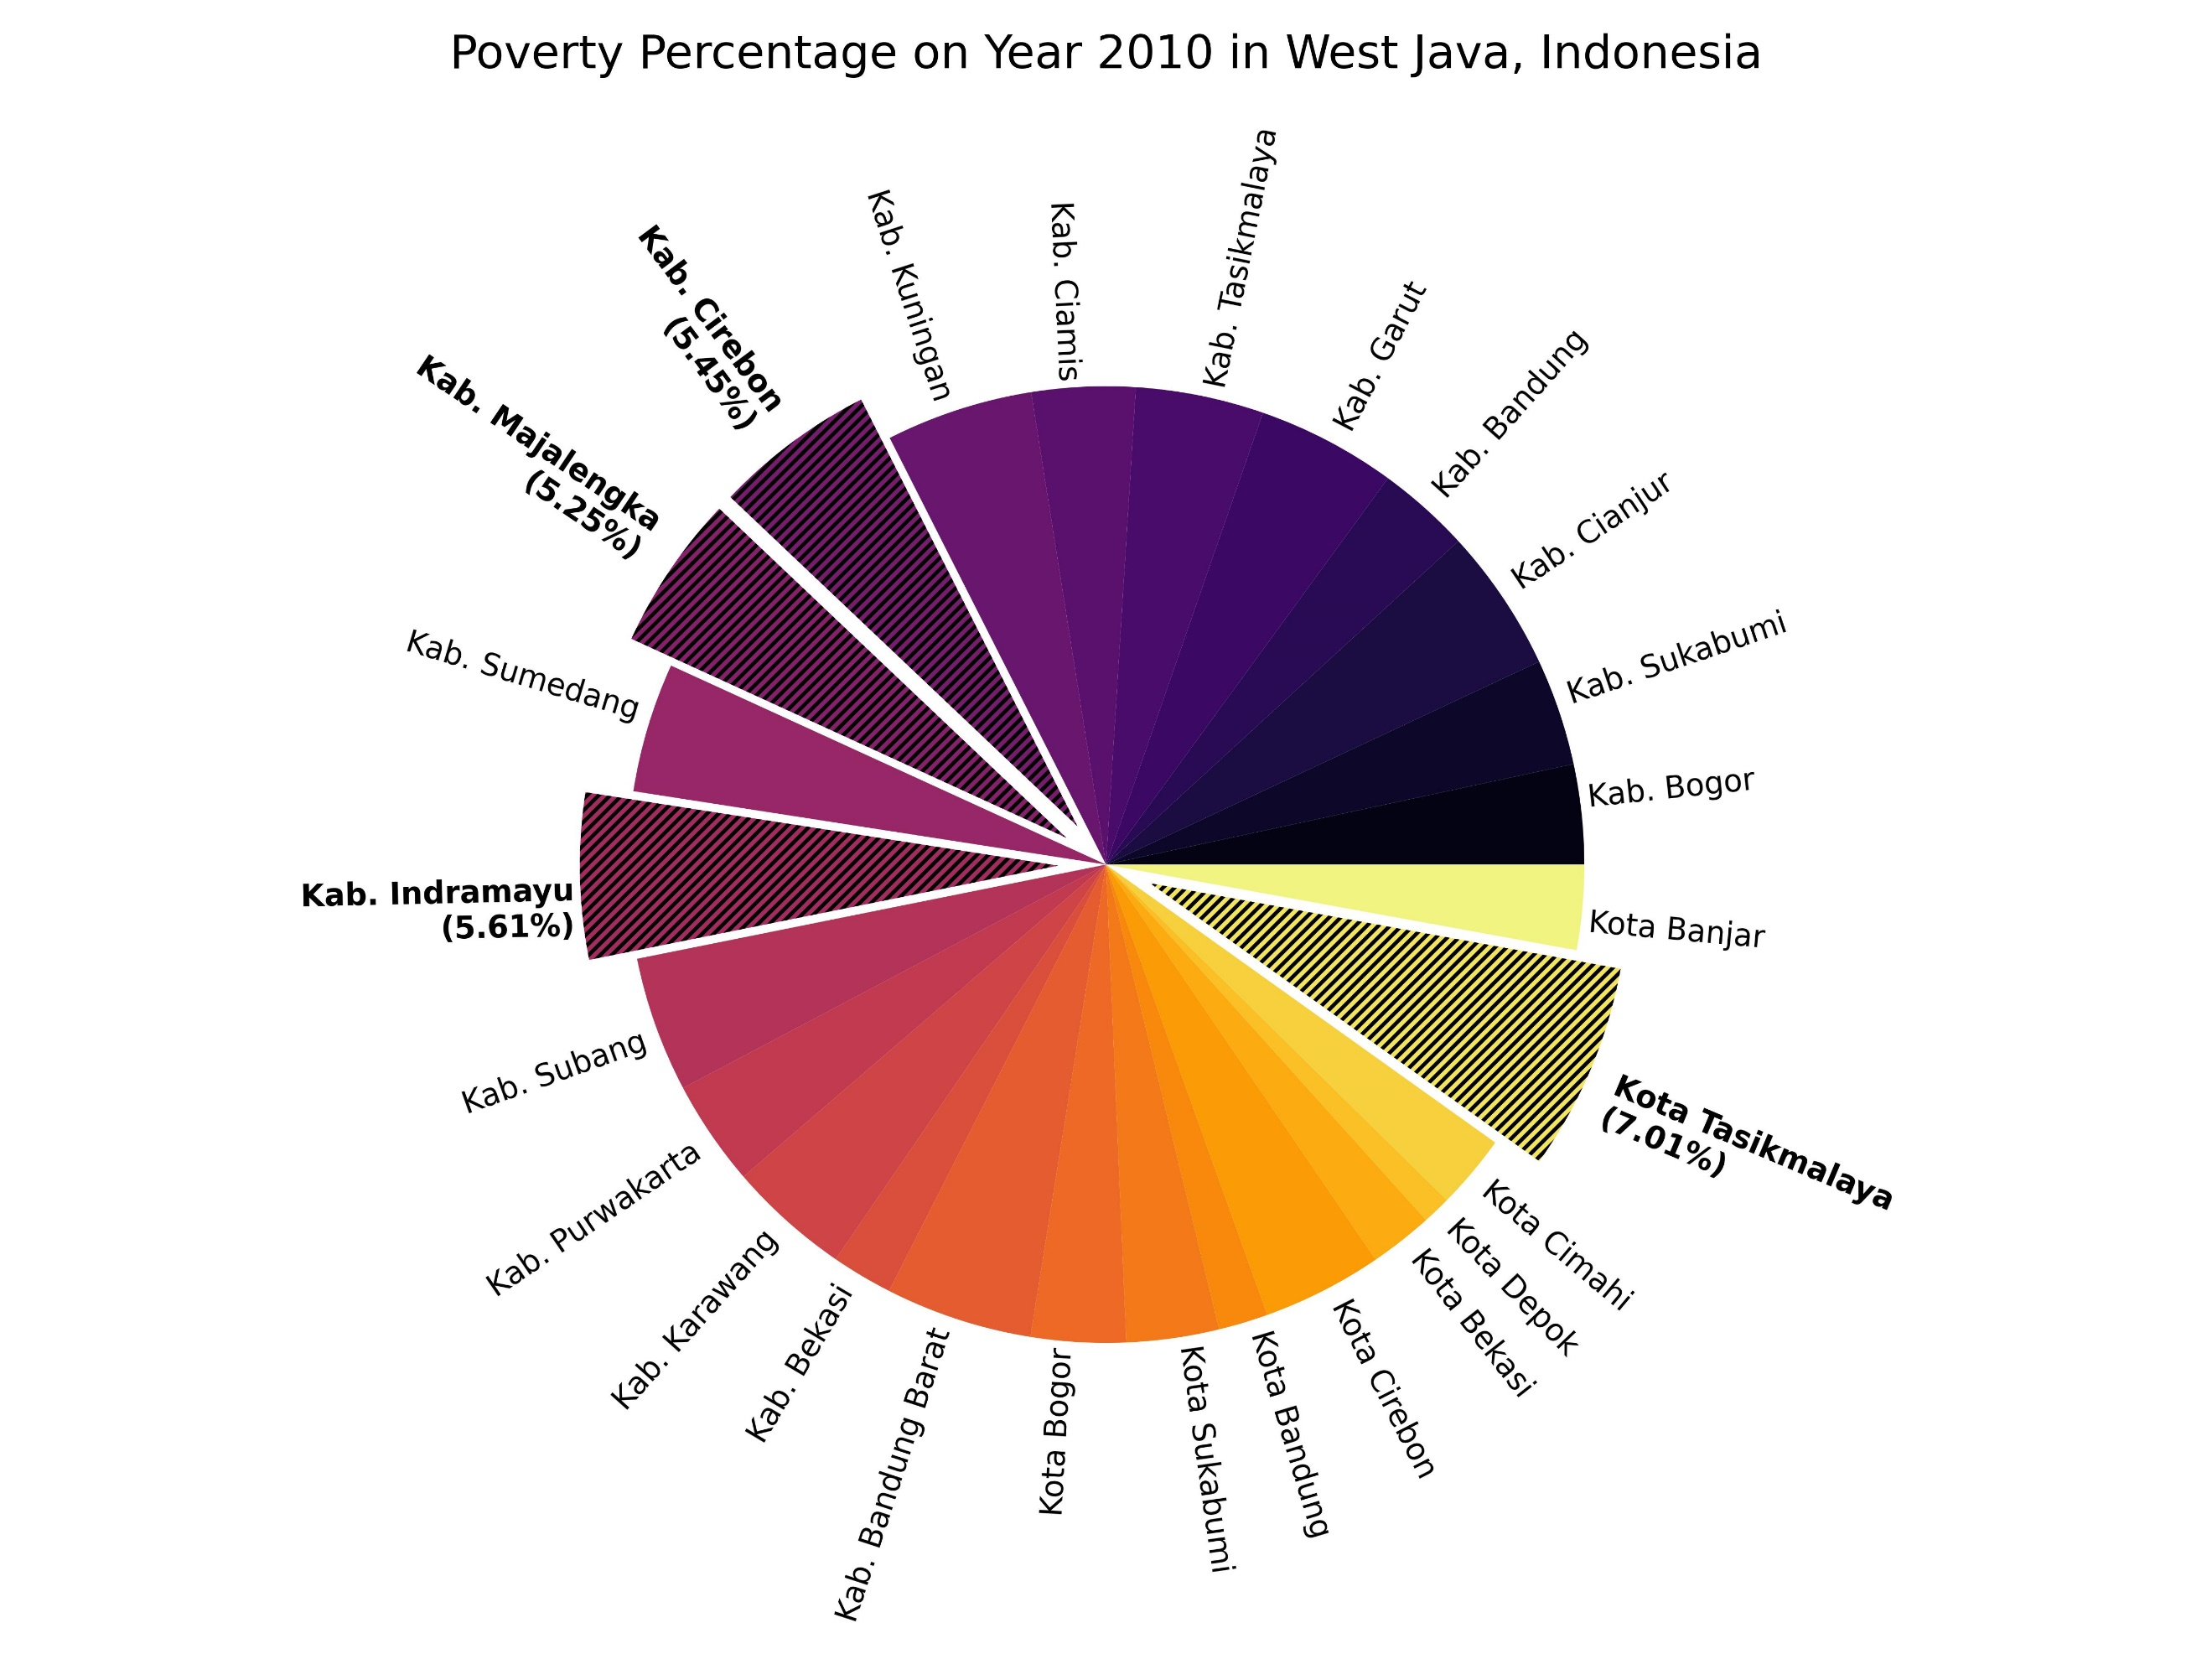 Poverty Percentage on Year 2010 in West Java, Indonesia
Kab. Bogor
Kab. Sukabumi
Kab. Cianjur
Kab. Bandung
Kab. Garut
Kab. Tasikmalaya
Kab. Ciamis
Kab. Kuningan
Kab. Cirebon
(5.45%)
Kab. Majalengka
(5.25%)
Kab. Sumedang
Kab. Indramayu
(5.61%)
Kab. Subang
Kab. Purwakarta
Kab. Karawang
Kab. Bekasi
Kab. Bandung Barat
Kota Bogor
Kota Sukabumi
Kota Bandung
Kota Cirebon
Kota Bekasi
Kota Depok
Kota Cimahi
Kota Tasikmalaya
(7.01%)
Kota Banjar